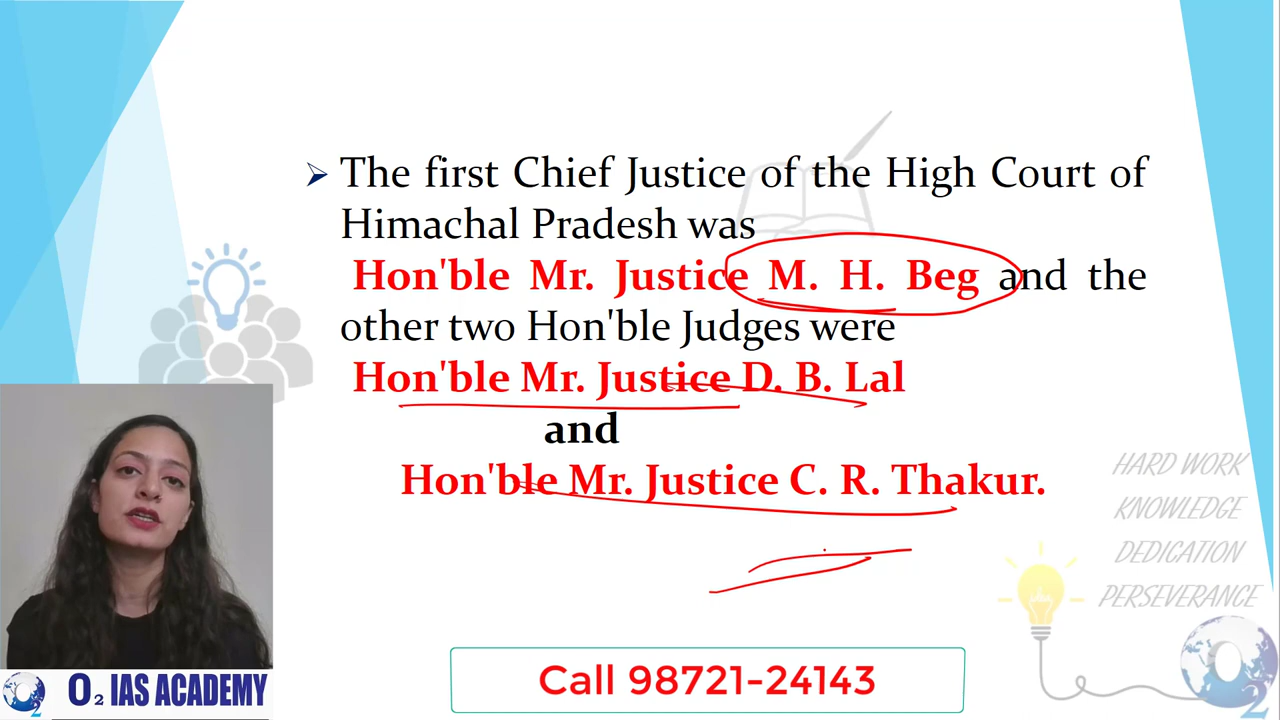 The first Chief Justice of the High Court of
Himachal Pradesh was
Hon'ble Mr. Justice M. H. Beg and the
other two Hon'ble Judges were
Hon'ble Mr. Justice D. B. Lal
and
Hon'ble Mr. Justice C. R. Thakur.
HARD WORK
KNOWLEDGE
DEDICATION
PERSEVERANCE
Call 98721-24143
O₂ IAS ACADEMY